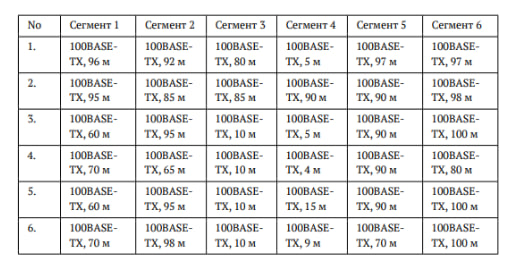 No Сегмент 1 Сегмент 2 Сегмент 3 Сегмент 4 Сегмент 5 Сегмент 6
1. 100BASE- 100BASE- 100BASE- 100BASE- 100BASE- 100BASE-
TX, 96 м TX, 92 м TX, 80 м TX, 5 м TX, 97 м TX, 97 м
2. 100BASE- 100BASE- 100BASE- 100BASE- 100BASE- 100BASE-
TX, 95 м TX, 85 м TX, 85 м TX, 90 м TX, 90 м TX, 98 м
3. 100BASE- 100BASE- 100BASE- 100BASE- 100BASE- 100BASE-
TX, 60 м TX, 95 м TX, 10 м TX, 5 м TX, 90 м TX, 100 м
4. 100BASE- 100BASE- 100BASE- 100BASE- 100BASE- 100BASE-
TX, 70 м TX, 65 м TX, 10 м TX, 4 м TX, 90 м TX, 80 м
5. 100BASE- 100BASE- 100BASE- 100BASE- 100BASE- 100BASE-
TX, 60 м TX, 95 м TX, 10 м TX, 15 м TX, 90 м TX, 100 м
6. 100BASE- 100BASE- 100BASE- 100BASE- 100BASE- 100BASE-
TX, 70 м TX, 98 м TX, 10 м TX, 9 м TX, 70 м TX, 100 м